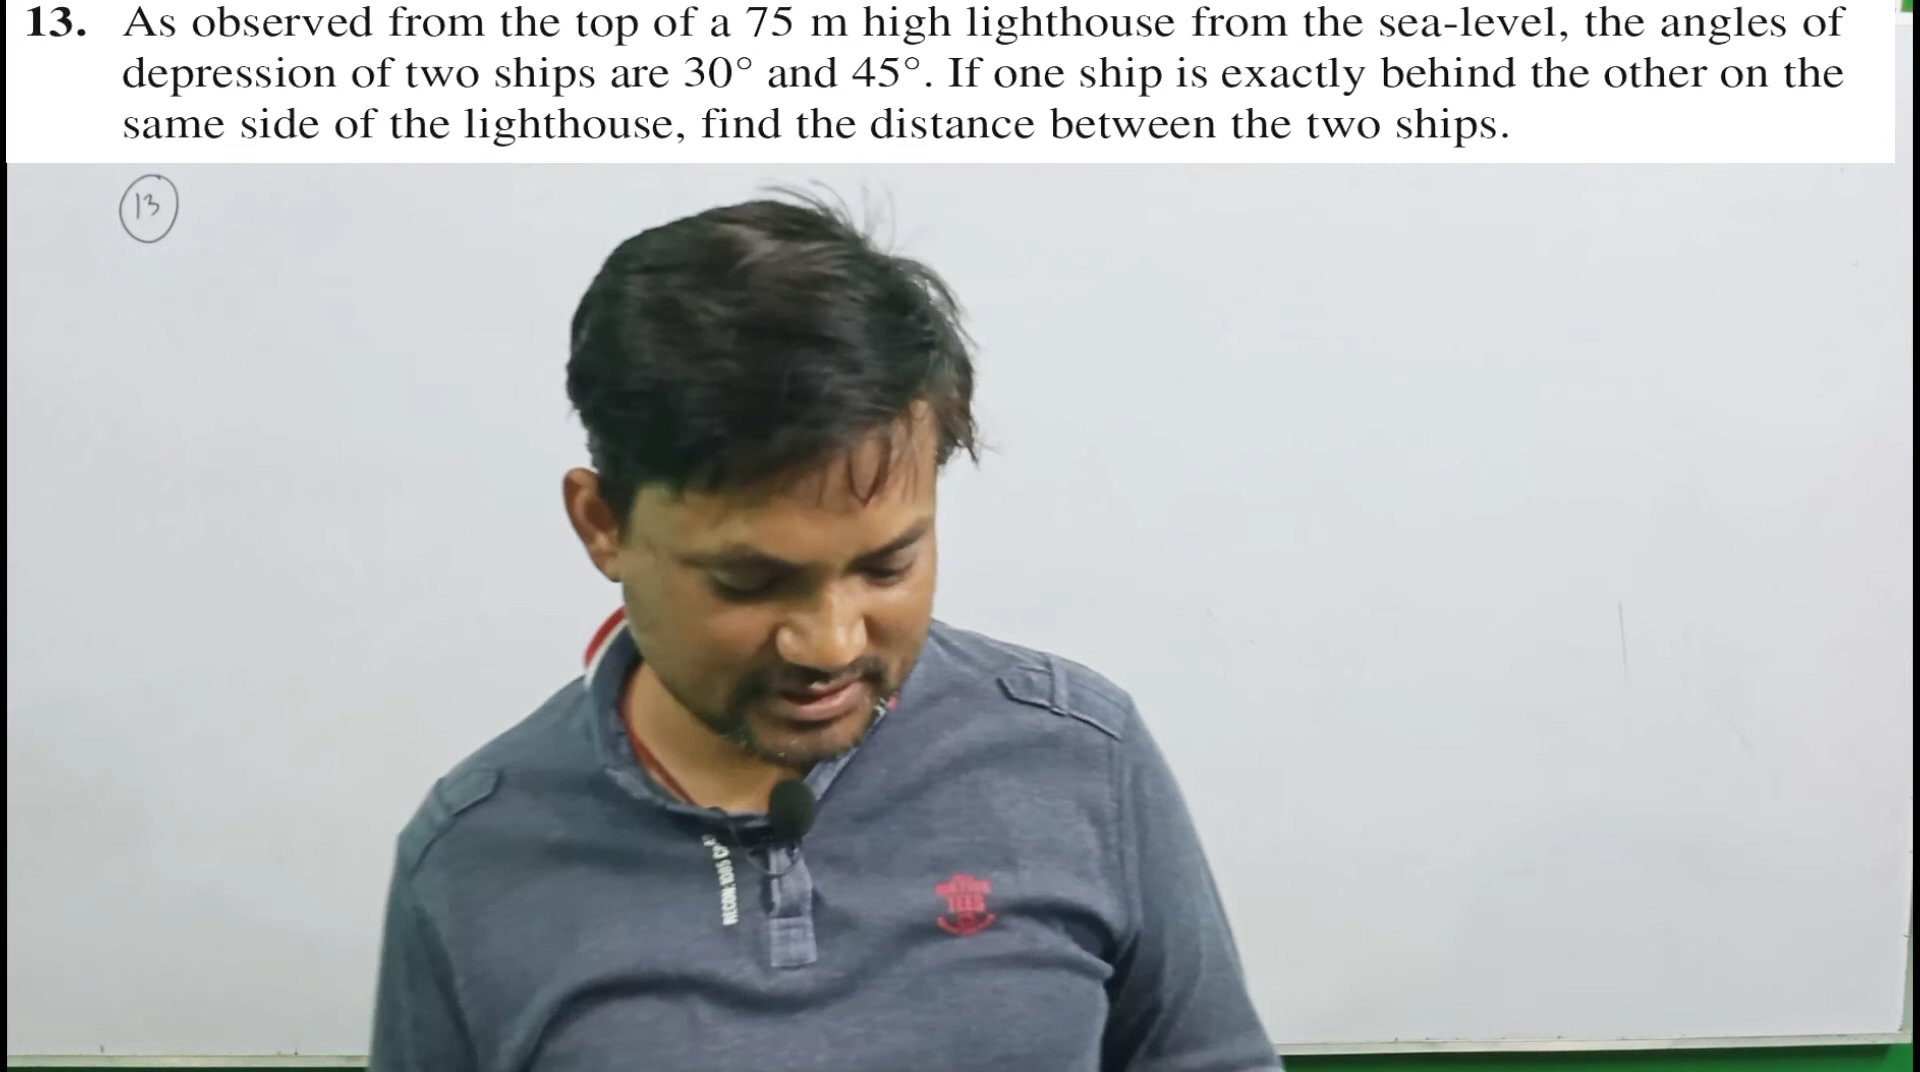 13. As observed from the top of a 75 m high lighthouse from the sea-level, the angles of
depression of two ships are 30° and 45°. If one ship is exactly behind the other on the
same side of the lighthouse, find the distance between the two ships.
13
TEES